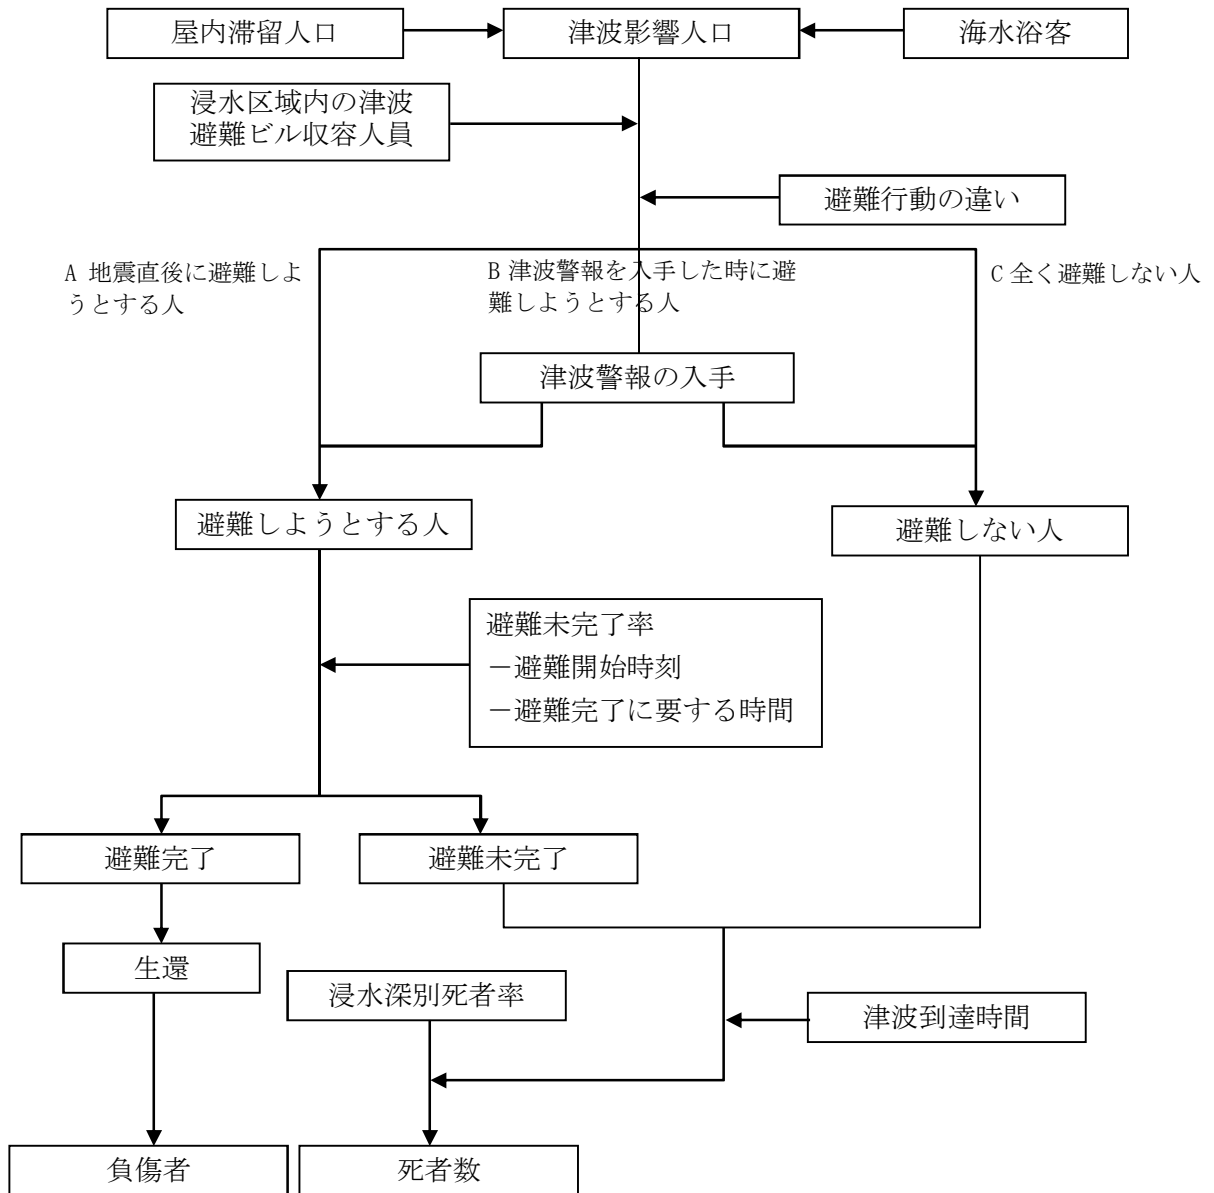 屋内滞留人口
津波影響人口
海水浴客
浸水区域内の津波
避難ビル収容人員
避難行動の違い
A 地震直後に避難しよ
うとする人
B 津波警報を入手した時に避
難しようとする人
C 全く避難しない人
津波警報の入手
避難しようとする人
避難しない人
避難未完了率
－避難開始時刻
－避難完了に要する時間
避難完了
避難未完了
生還
浸水深別死者率
津波到達時間
負傷者
死者数